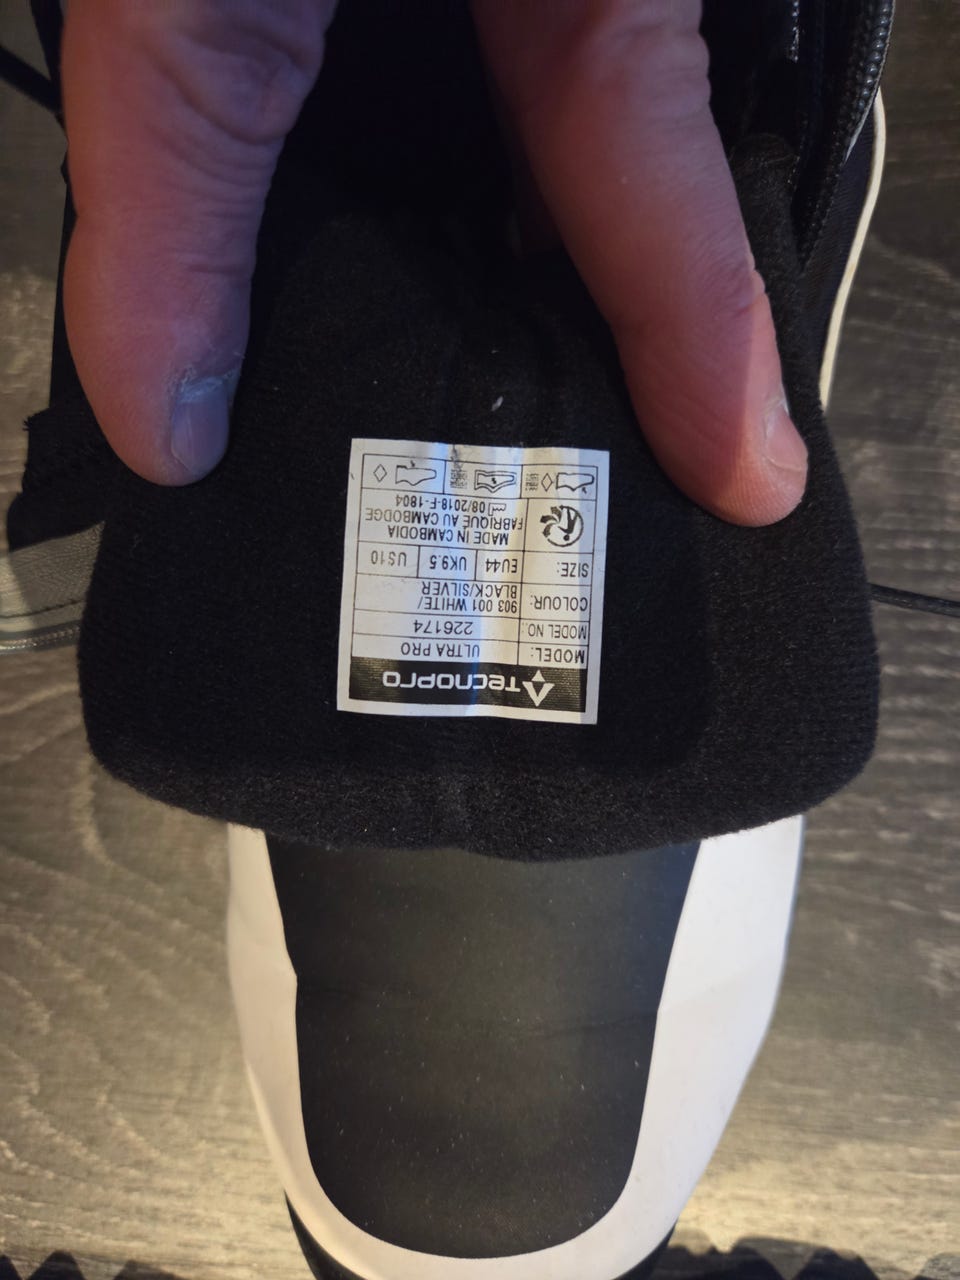 TECNOPRO
MODEL: ULTRA PRO
MODEL NO: 226174
COLOUR: 903 001 WHITE/
BLACK/SILVER
SIZE: EU44 UK9.5 US10
MADE IN CAMBODIA
FABRIQUÉ AU CAMBODGE
08/2018-F-1804